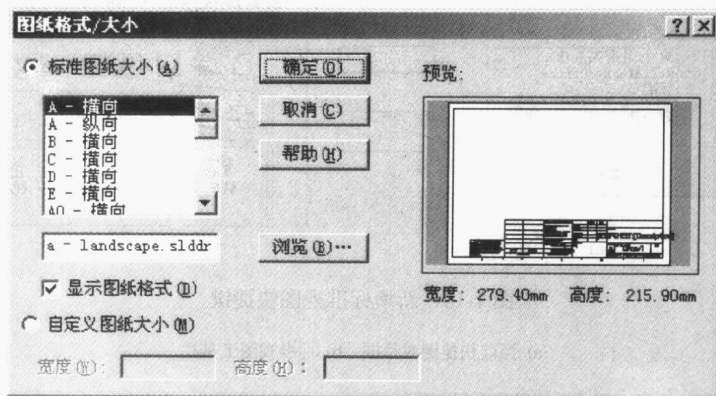 图纸格式/大小
标准图纸大小(A)
A - 横向
A - 纵向
B - 横向
C - 横向
D - 横向
E - 横向
A0 - 横向
a - landscape.slddr
显示图纸格式(D)
自定义图纸大小(M)
宽度(W):
高度(H):
确定(O)
取消(C)
帮助(H)
浏览(B)…
预览:
宽度: 279.40mm 高度: 215.90mm